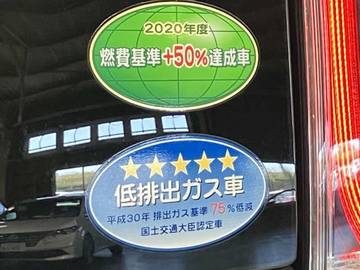 2020年度
燃費基準+50%達成車
★★★★★
低排出ガス車
平成30年 排出ガス基準 75%低減
国土交通大臣認定車